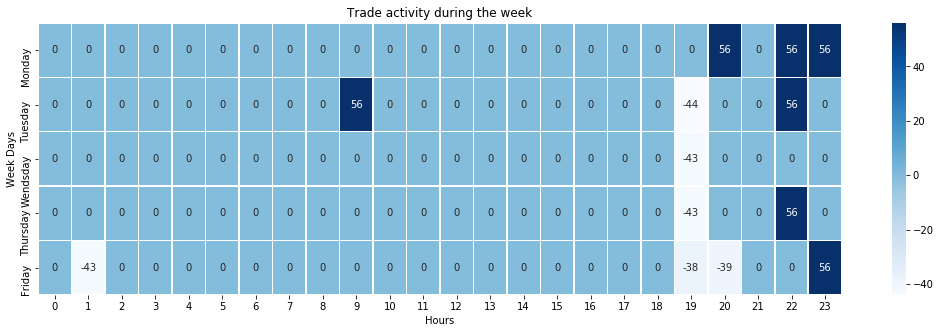 Trade activity during the week
Monday 0 0 0 0 0 0 0 0 0 0 0 0 0 0 0 0 0 0 0 0 56 0 56 56
Tuesday 0 0 0 0 0 0 0 0 0 56 0 0 0 0 0 0 0 0 0 -44 0 0 56 0
Wendsday 0 0 0 0 0 0 0 0 0 0 0 0 0 0 0 0 0 0 0 -43 0 0 0 0
Thursday 0 0 0 0 0 0 0 0 0 0 0 0 0 0 0 0 0 0 0 -43 0 0 56 0
Friday 0 -43 0 0 0 0 0 0 0 0 0 0 0 0 0 0 0 0 0 -38 -39 0 0 56
Week Days
0 1 2 3 4 5 6 7 8 9 10 11 12 13 14 15 16 17 18 19 20 21 22 23
Hours
40
20
0
−20
−40